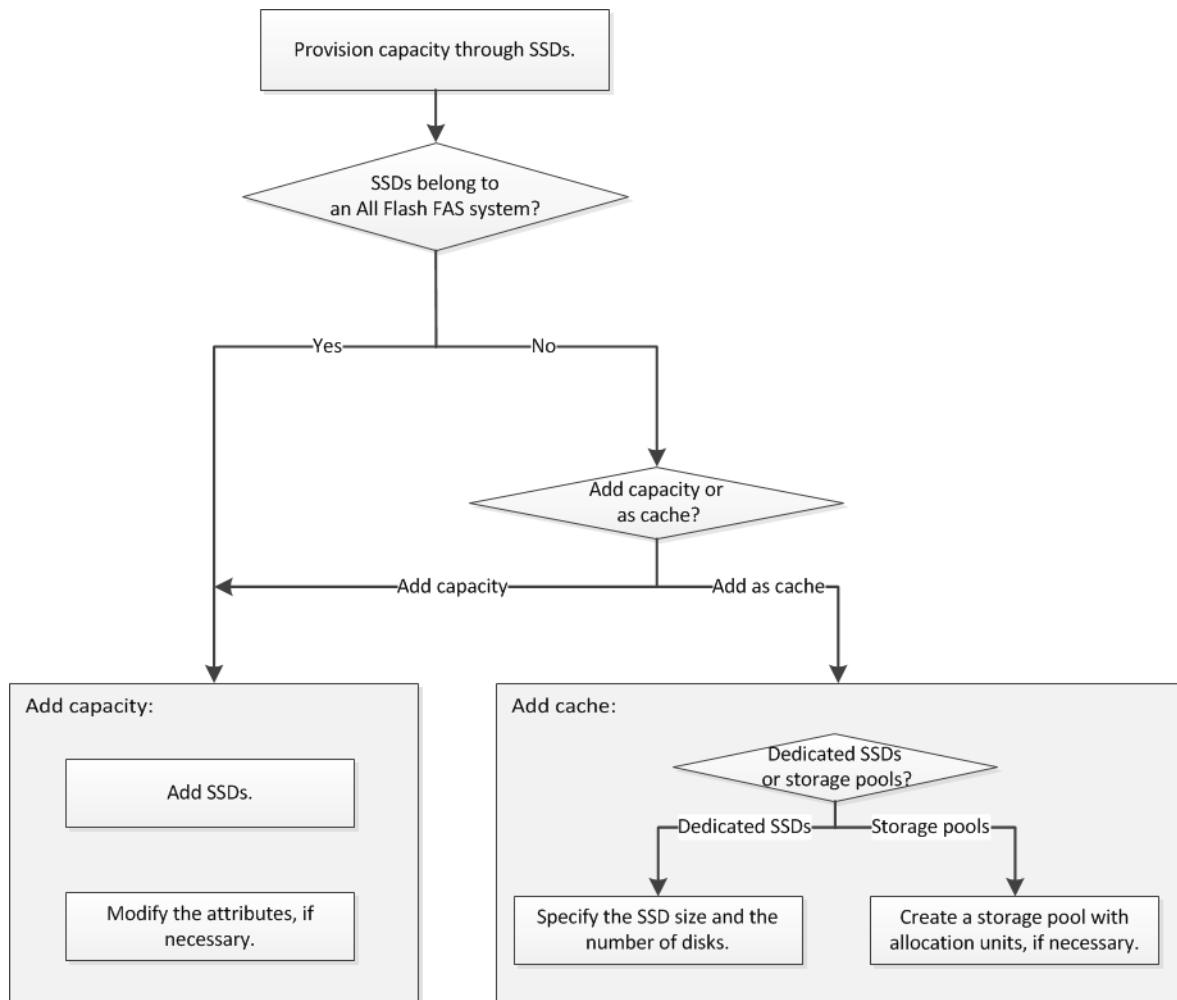 Provision capacity through SSDs.
SSDs belong to
an All Flash FAS system?
Yes
No
Add capacity or
as cache?
Add capacity
Add as cache
Add capacity:
Add SSDs.
Modify the attributes, if
necessary.
Add cache:
Dedicated SSDs
or storage pools?
Dedicated SSDs
Storage pools
Specify the SSD size and the
number of disks.
Create a storage pool with
allocation units, if necessary.